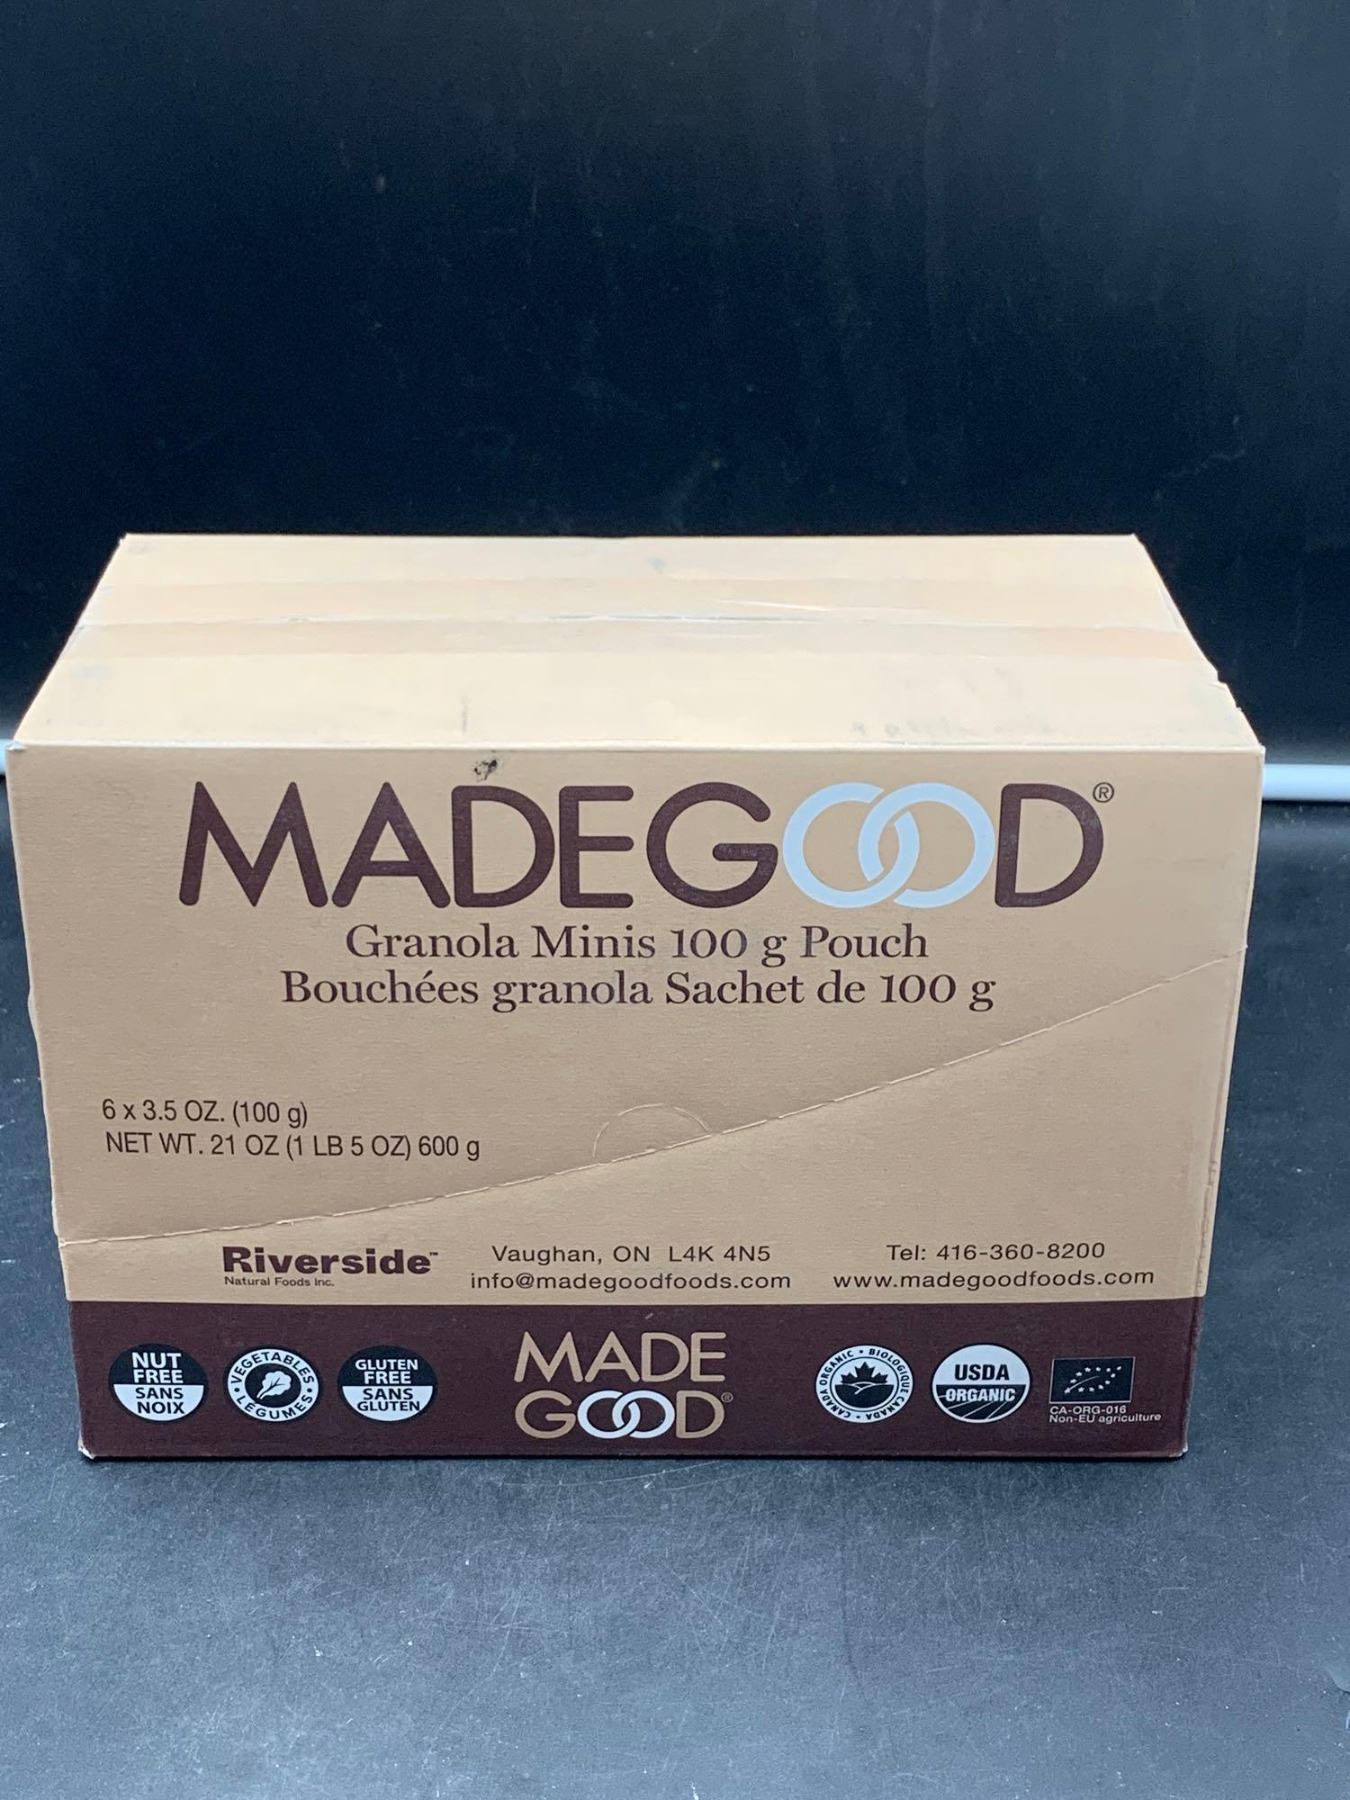 MADEGOOD®
Granola Minis 100 g Pouch
Bouchées granola Sachet de 100 g
6 x 3.5 OZ. (100 g)
NET WT. 21 OZ (1 LB 5 OZ) 600 g
Riverside™
Natural Foods Inc.
Vaughan, ON L4K 4N5
info@madegoodfoods.com
Tel: 416-360-8200
www.madegoodfoods.com
NUT
FREE
SANS
NOIX
VEGETABLES
LÉGUMES
GLUTEN
FREE
SANS
GLUTEN
MADE
GOOD®
CANADA ORGANIC • BIOLOGIQUE CANADA •
USDA
ORGANIC
CA-ORG-016
Non-EU agriculture